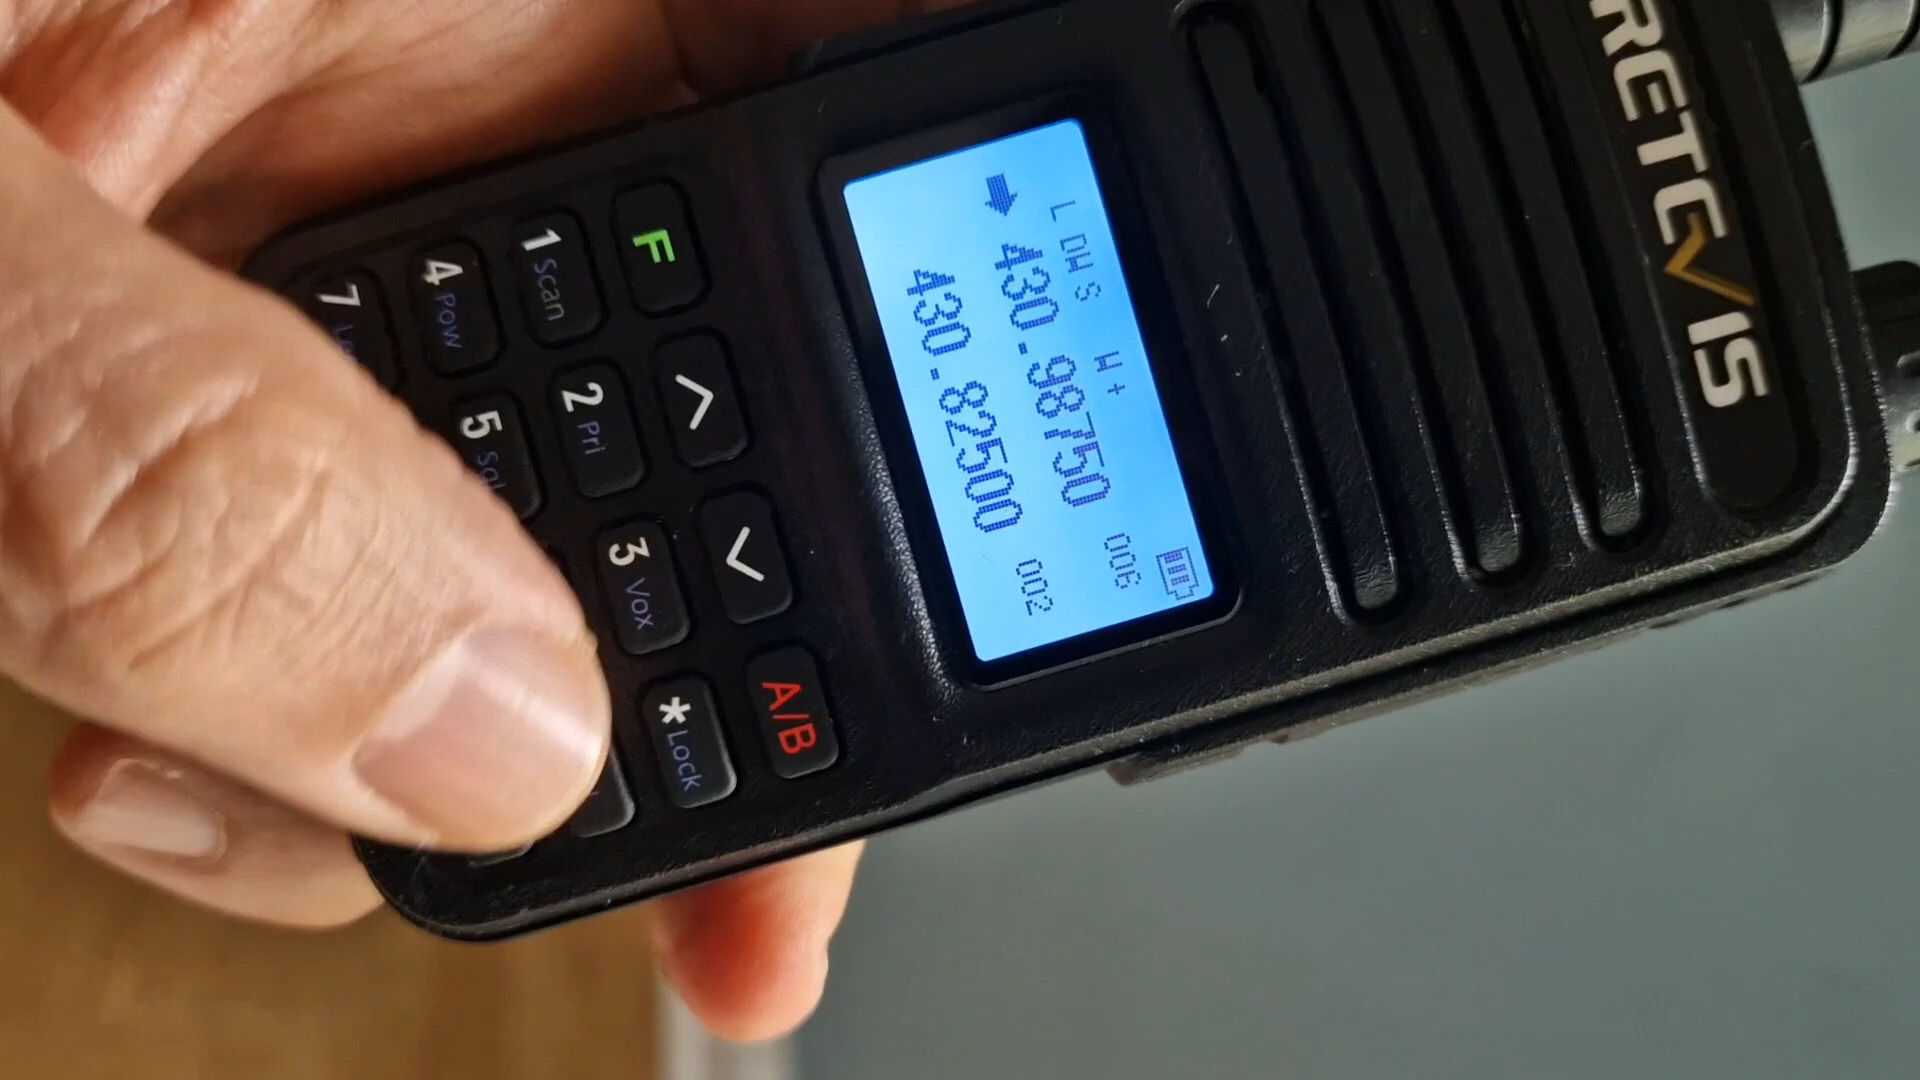 RETEVIS
L DW S H+
430.98750 006
430.82500 002
F
A/B
1 Scan
2 Pri
3 Vox
* Lock
4 Pow
5 Sql
7